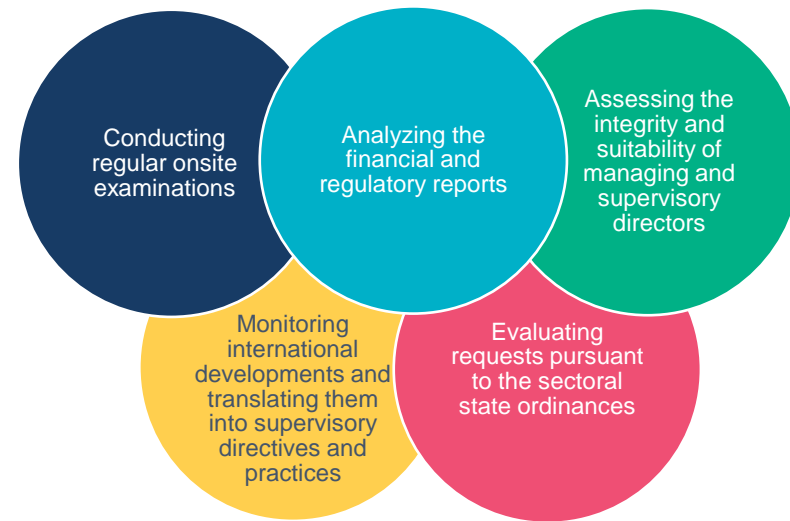 Conducting
regular onsite
examinations
Analyzing the
financial and
regulatory reports
Assessing the
integrity and
suitability of
managing and
supervisory
directors
Monitoring
international
developments and
translating them
into supervisory
directives and
practices
Evaluating
requests pursuant
to the sectoral
state ordinances